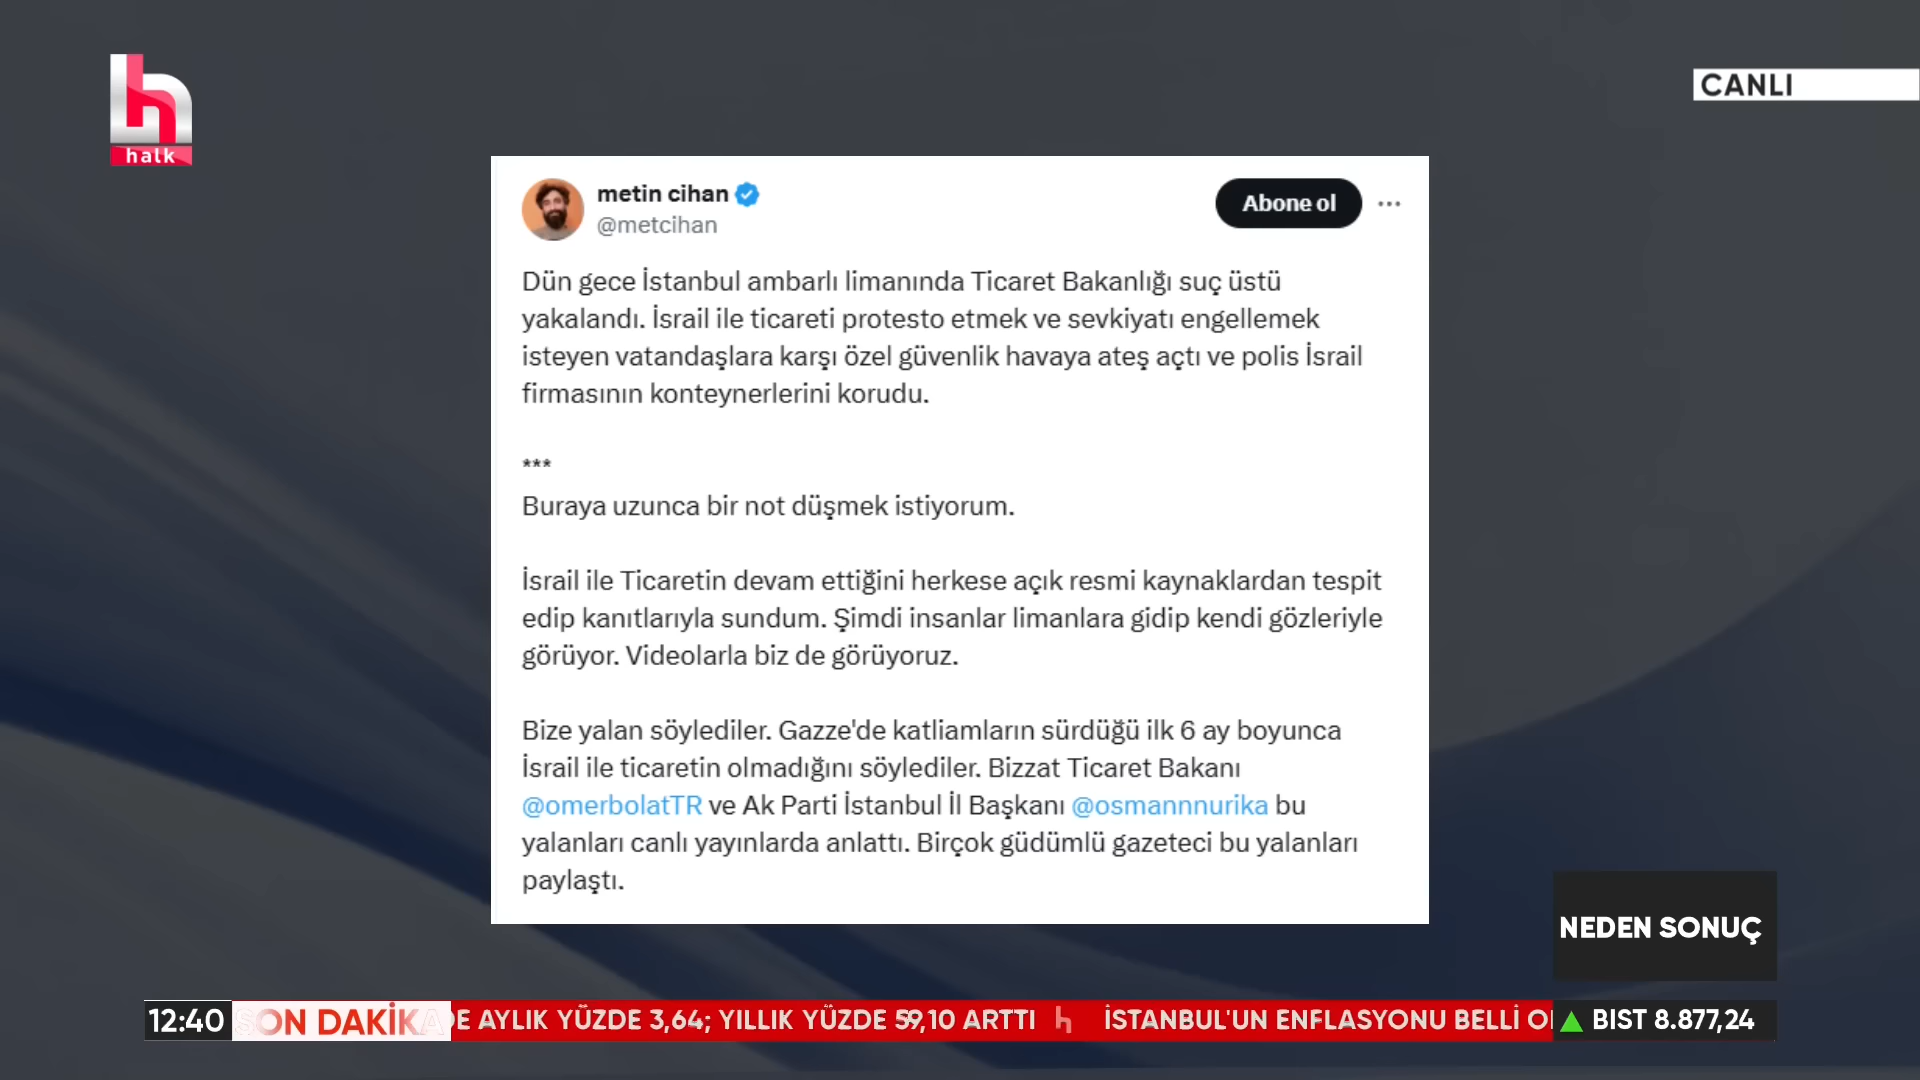 halk
CANLI
metin cihan
@metcihan
Abone ol
Dün gece İstanbul ambarlı limanında Ticaret Bakanlığı suç üstü
yakalandı. İsrail ile ticareti protesto etmek ve sevkiyatı engellemek
isteyen vatandaşlara karşı özel güvenlik havaya ateş açtı ve polis İsrail
firmasının konteynerlerini korudu.
***
Buraya uzunca bir not düşmek istiyorum.
İsrail ile Ticaretin devam ettiğini herkese açık resmi kaynaklardan tespit
edip kanıtlarıyla sundum. Şimdi insanlar limanlara gidip kendi gözleriyle
görüyor. Videolarla biz de görüyoruz.
Bize yalan söylediler. Gazze'de katliamların sürdüğü ilk 6 ay boyunca
İsrail ile ticaretin olmadığını söylediler. Bizzat Ticaret Bakanı
@omerbolatTR ve Ak Parti İstanbul İl Başkanı @osmannnurika bu
yalanları canlı yayınlarda anlattı. Birçok güdümlü gazeteci bu yalanları
paylaştı.
NEDEN SONUÇ
12:40 SON DAKİKA E AYLIK YÜZDE 3,64; YILLIK YÜZDE 59,10 ARTTI İSTANBUL'UN ENFLASYONU BELLİ BIST 8.877,24